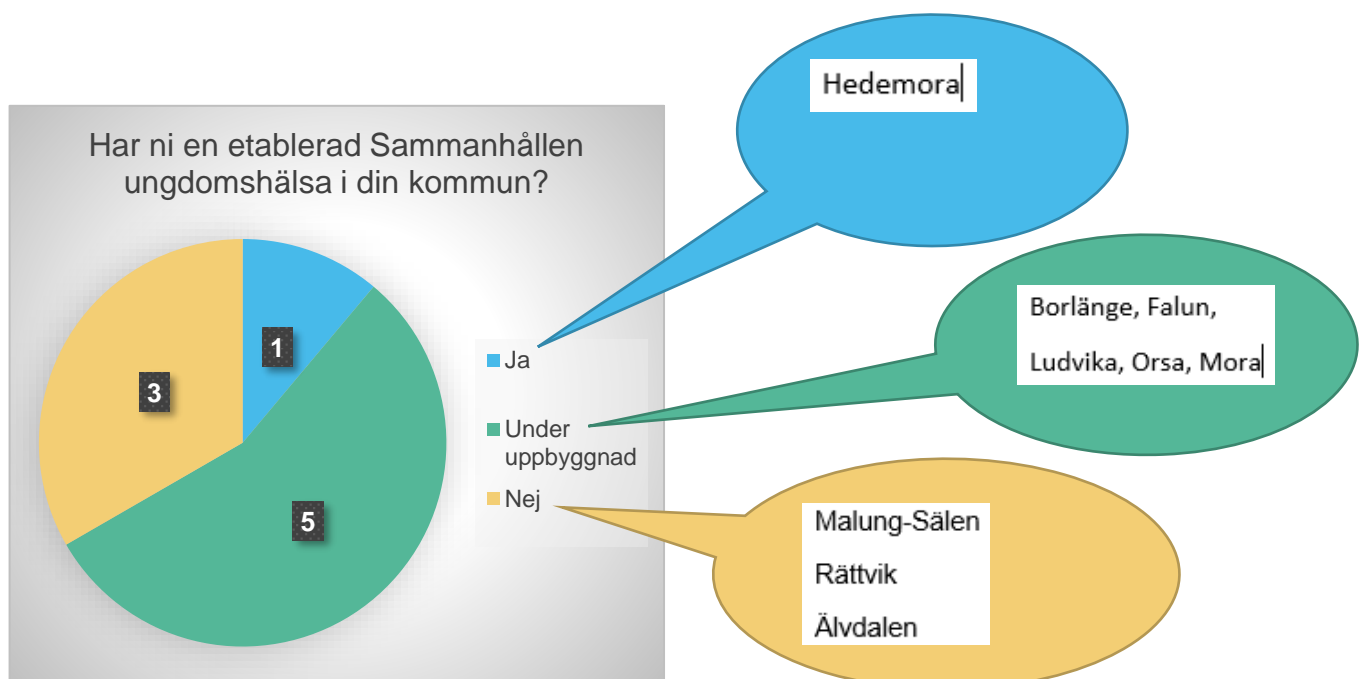 Har ni en etablerad Sammanhållen
ungdomshälsa i din kommun?
1
3
5
Ja
Under
uppbyggnad
Nej
Hedemora
Borlänge, Falun,
Ludvika, Orsa, Mora
Malung-Sälen
Rättvik
Älvdalen